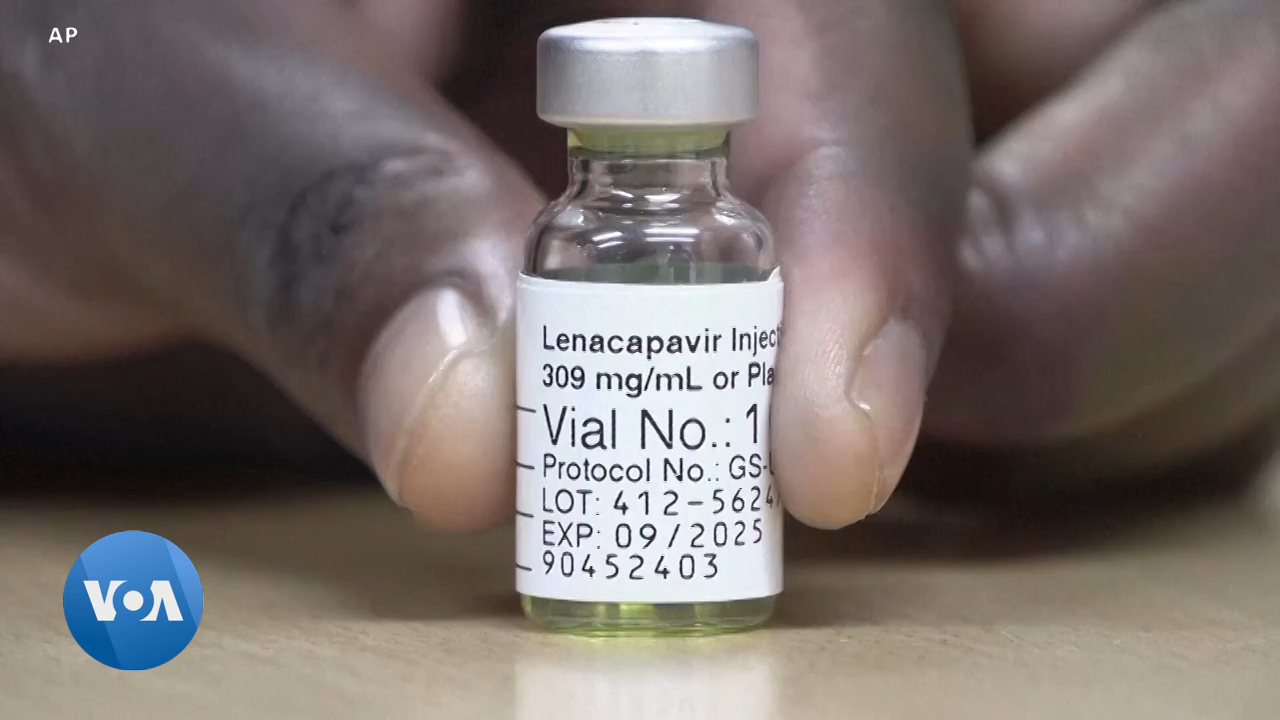 AP
Lenacapavir Inject
309 mg/mL or Pla
Vial No.: 1
Protocol No.: GS-
LOT: 412-5624
EXP: 09/2025
90452403
VOA